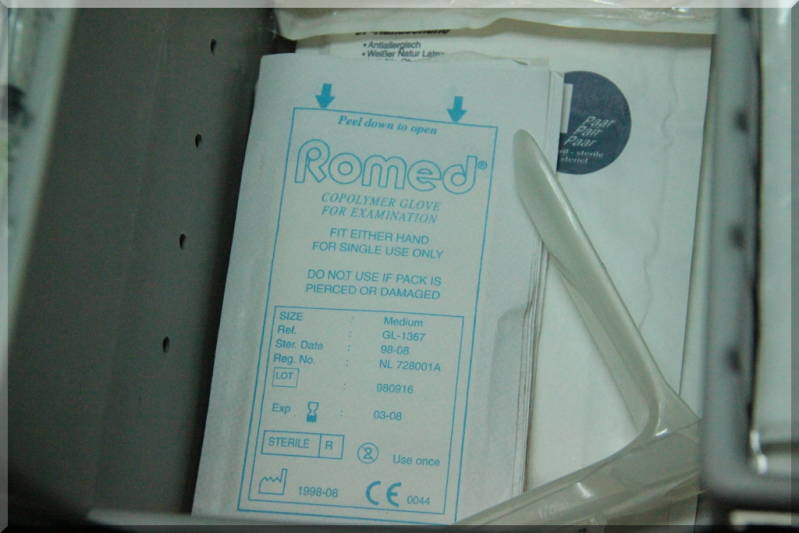 • Antiallergisch
• Weißer Natur Latex
Paar
Pair
Paar
steriel
Peel down to open
Romed®
COPOLYMER GLOVE
FOR EXAMINATION
FIT EITHER HAND
FOR SINGLE USE ONLY
DO NOT USE IF PACK IS
PIERCED OR DAMAGED
SIZE : Medium
Ref. : GL-1367
Ster. Date : 98-08
Reg. No. : NL 728001A
LOT : 980916
Exp : 03-08
STERILE R
2 Use once
1998-08
CE 0044